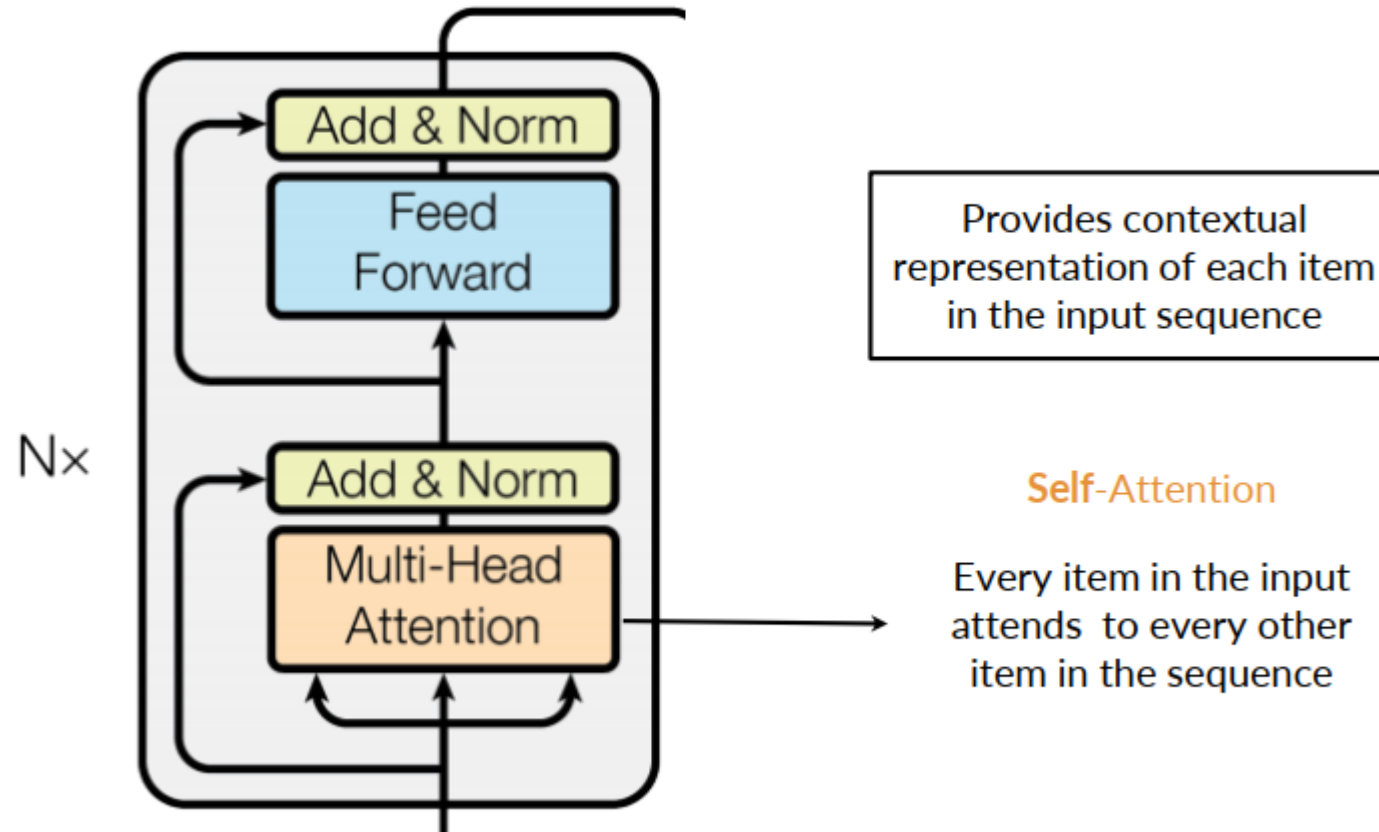 Add & Norm
Feed
Forward
Nx
Add & Norm
Multi-Head
Attention
Provides contextual
representation of each item
in the input sequence
Self-Attention
Every item in the input
attends to every other
item in the sequence